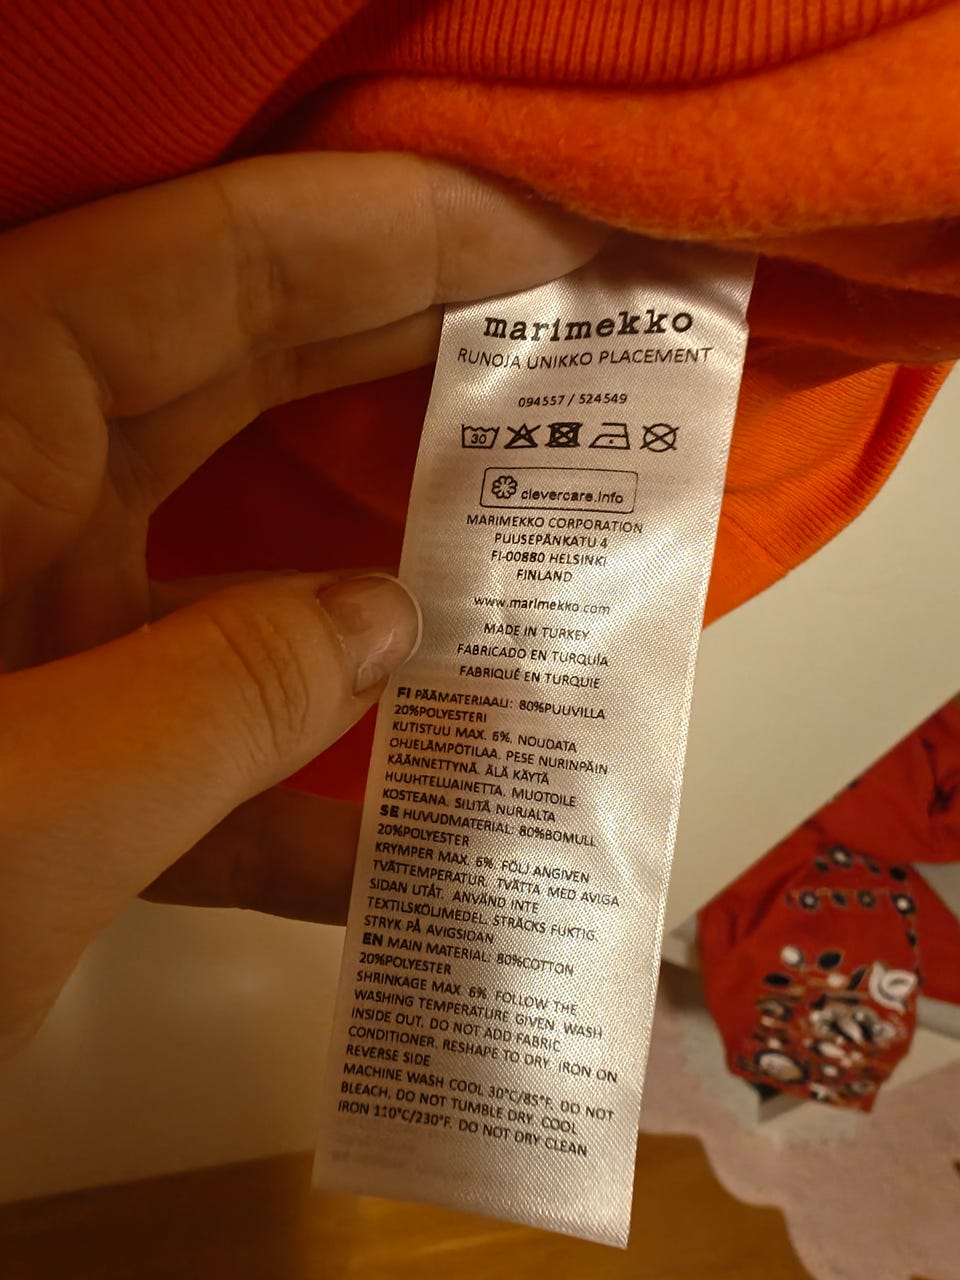 marimekko
RUNOJA UNIKKO PLACEMENT
094557 / 524549
30
clevercare.info
MARIMEKKO CORPORATION
PUUSEPÄNKATU 4
FI-00880 HELSINKI
FINLAND
www.marimekko.com
MADE IN TURKEY
FABRICADO EN TURQUÍA
FABRIQUÉ EN TURQUIE
FI PÄÄMATERIAALI: 80%PUUVILLA
20%POLYESTERI
KUTISTUU MAX. 6%. NOUDATA
OHJELÄMPÖTILAA. PESE NURINPÄIN
KÄÄNNETTYNÄ. ÄLÄ KÄYTÄ
HUUHTELUAINETTA. MUOTOILE
KOSTEANA. SILITÄ NURJALTA
SE HUVUDMATERIAL: 80%BOMULL
20%POLYESTER
KRYMPER MAX. 6%. FÖLJ ANGIVEN
TVÄTTEMPERATUR. TVÄTTA MED AVIGA
SIDAN UTÅT. ANVÄND INTE
TEXTILSKÖLJMEDEL. STRÄCKS FUKTIG.
STRYK PÅ AVIGSIDAN
EN MAIN MATERIAL: 80%COTTON
20%POLYESTER
SHRINKAGE MAX. 6%. FOLLOW THE
WASHING TEMPERATURE GIVEN. WASH
INSIDE OUT. DO NOT ADD FABRIC
CONDITIONER. RESHAPE TO DRY. IRON ON
REVERSE SIDE
MACHINE WASH COOL 30°C/85°F. DO NOT
BLEACH. DO NOT TUMBLE DRY. COOL
IRON 110°C/230°F. DO NOT DRY CLEAN